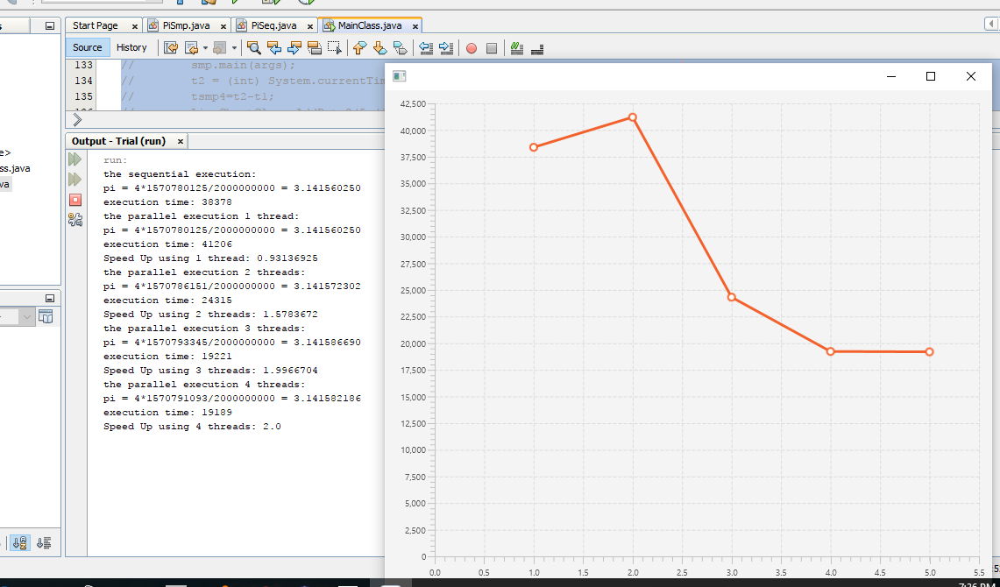 Start Page x PiSmp.java x PiSeq.java x MainClass.java x
Source History
133 // smp.main(args);
134 // t2 = (int) System.currentTim
135 // tsmp4=t2-t1;
Output - Trial (run) x
e>
ss.java
va
run:
the sequential execution:
pi = 4*1570780125/2000000000 = 3.141560250
execution time: 38378
the parallel execution 1 thread:
pi = 4*1570780125/2000000000 = 3.141560250
execution time: 41206
Speed Up using 1 thread: 0.93136925
the parallel execution 2 threads:
pi = 4*1570786151/2000000000 = 3.141572302
execution time: 24315
Speed Up using 2 threads: 1.5783672
the parallel execution 3 threads:
pi = 4*1570793345/2000000000 = 3.141586690
execution time: 19221
Speed Up using 3 threads: 1.9966704
the parallel execution 4 threads:
pi = 4*1570791093/2000000000 = 3.141582186
execution time: 19189
Speed Up using 4 threads: 2.0
42,500
40,000
37,500
35,000
32,500
30,000
27,500
25,000
22,500
20,000
17,500
15,000
12,500
10,000
7,500
5,000
2,500
0
0.0 0.5 1.0 1.5 2.0 2.5 3.0 3.5 4.0 4.5 5.0 5.5
7:26 PM